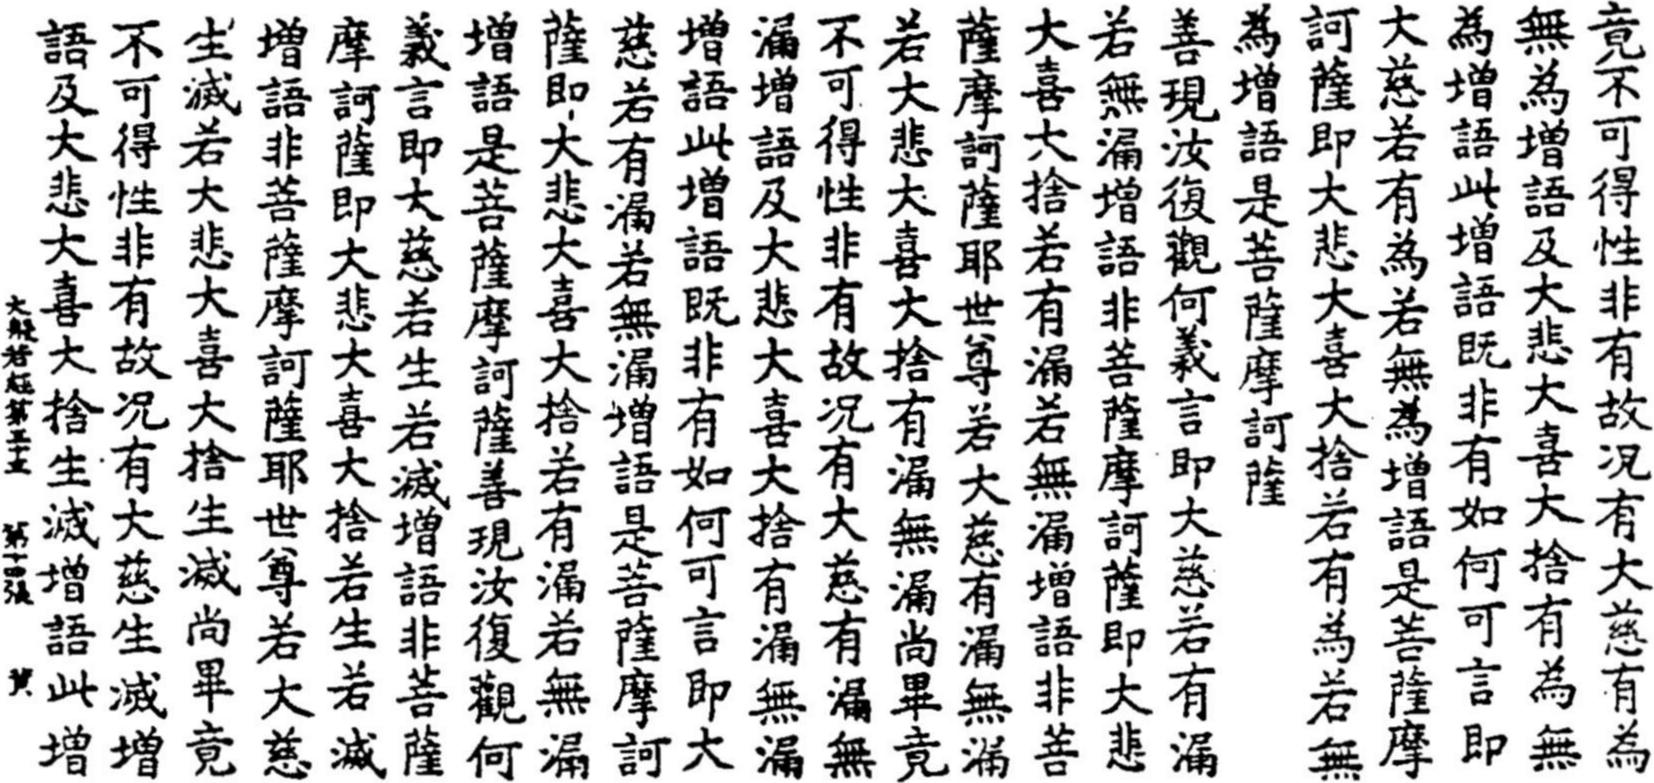 竟不可得性非有故况有大慈有為
無為增語及大悲大喜大捨有為無
為增語此增語既非有如何可言即
大慈若有為若無為增語是菩薩摩
訶薩即大悲大喜大捨若有為若無
為增語是菩薩摩訶薩
善現汝復觀何義言即大慈若有漏
若無漏增語非菩薩摩訶薩即大悲
大喜大捨若有漏若無漏增語非菩
薩摩訶薩耶世尊若大慈有漏無漏
若大悲大喜大捨有漏無漏尚畢竟
不可得性非有故况有大慈有漏無
漏增語及大悲大喜大捨有漏無漏
增語此增語既非有如何可言即大
慈若有漏若無漏增語是菩薩摩訶
薩即大悲大喜大捨若有漏若無漏
增語是菩薩摩訶薩善現汝復觀何
義言即大慈若生若滅增語非菩薩
摩訶薩即大悲大喜大捨若生若滅
增語非菩薩摩訶薩耶世尊若大慈
生滅若大悲大喜大捨生滅尚畢竟
不可得性非有故况有大慈生滅增
語及大悲大喜大捨生滅增語此增
大般若經第三十五 第十四張